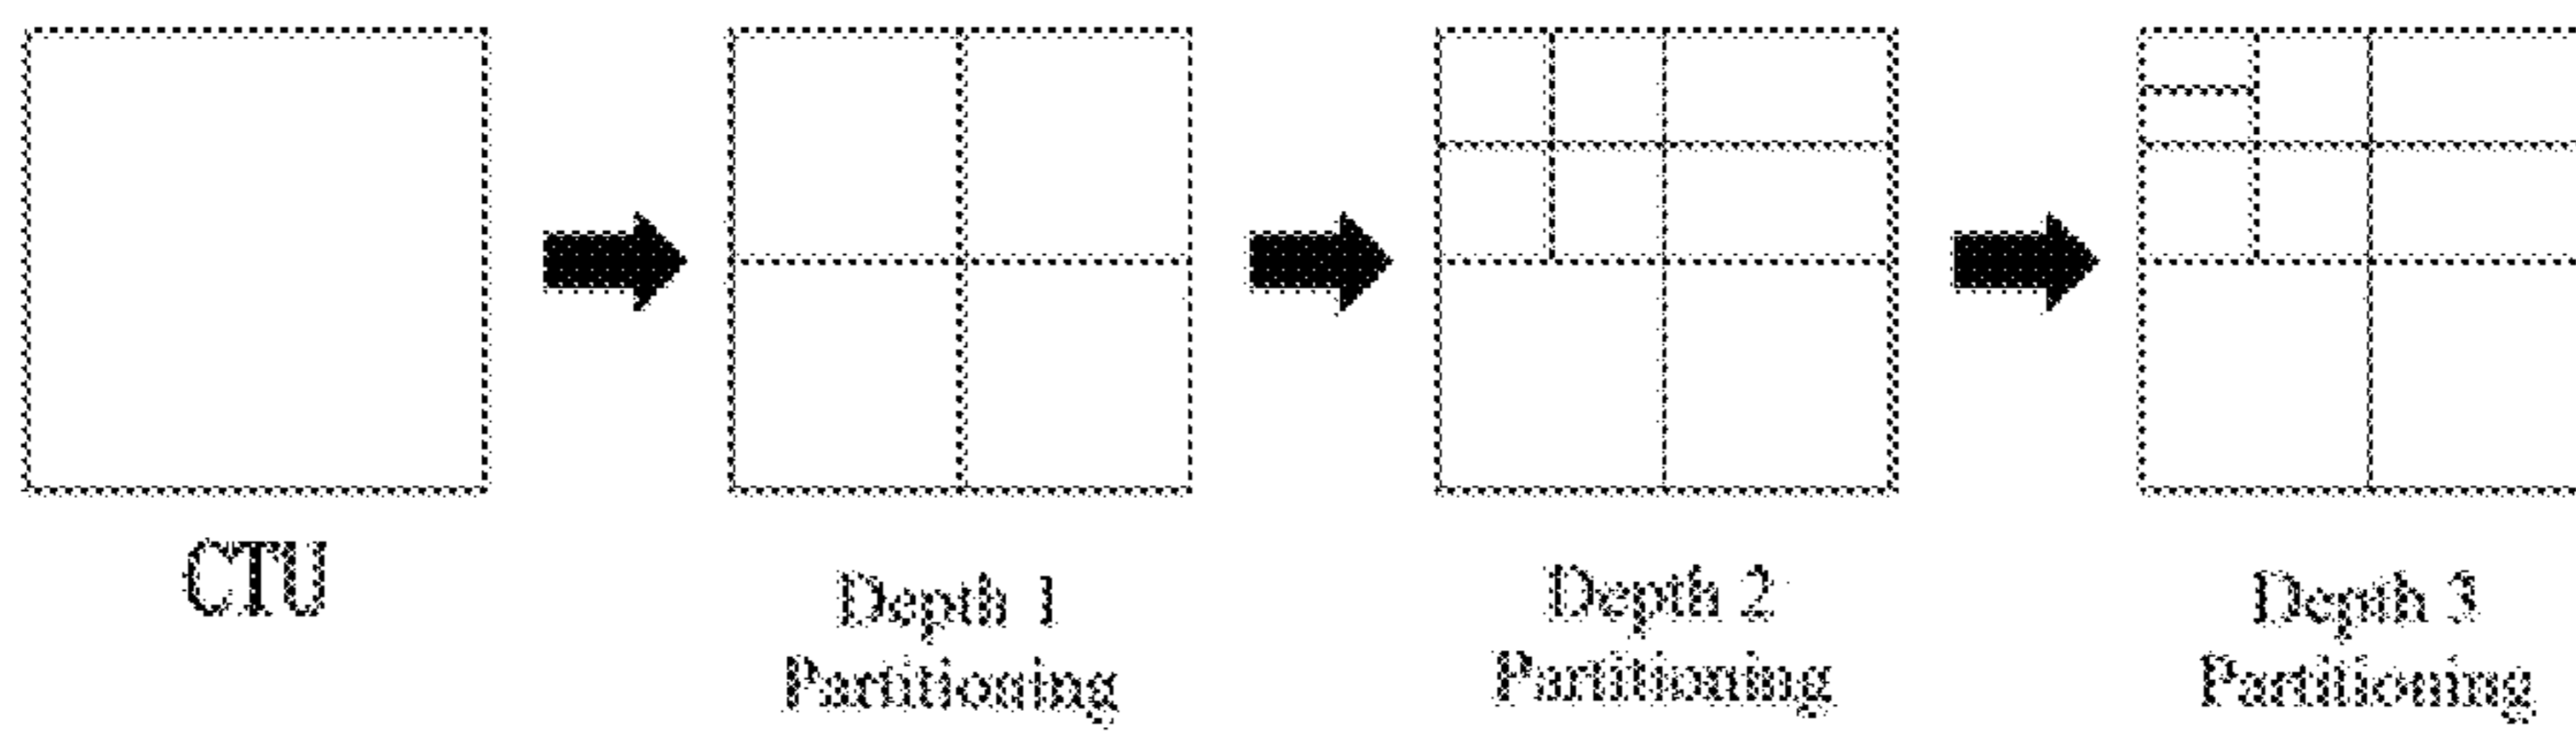 CTU
Depth 1
Partitioning
Depth 2
Partitioning
Depth 3
Partitioning